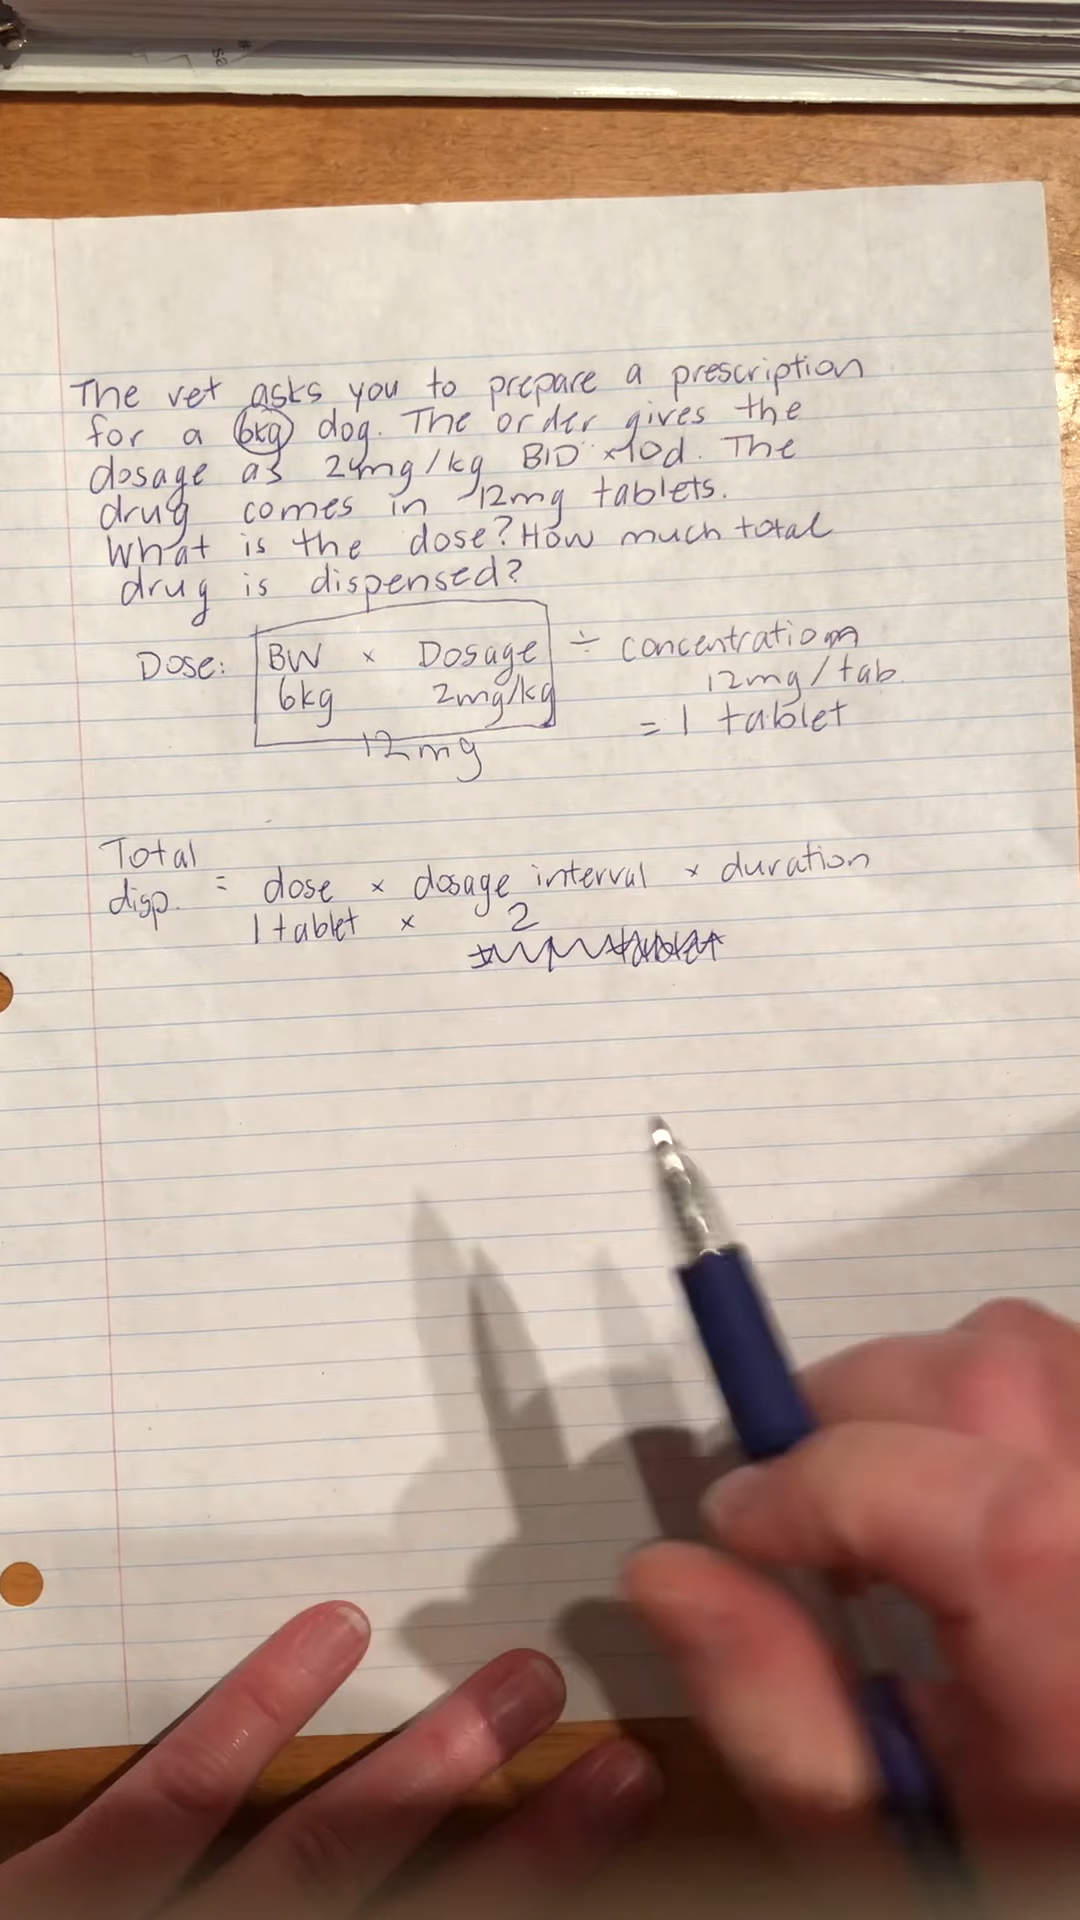 The vet asks you to prepare a prescription
for a 6kg dog. The order gives the
dosage as 2mg/kg BID x10d. The
drug comes in 12mg tablets.
What is the dose? How much total
drug is dispensed?
Dose: BW x Dosage ÷ concentration
6kg 2mg/kg 12mg/tab.
12mg = 1 tablet
Total
disp. = dose x dosage interval x duration
1 tablet x 2